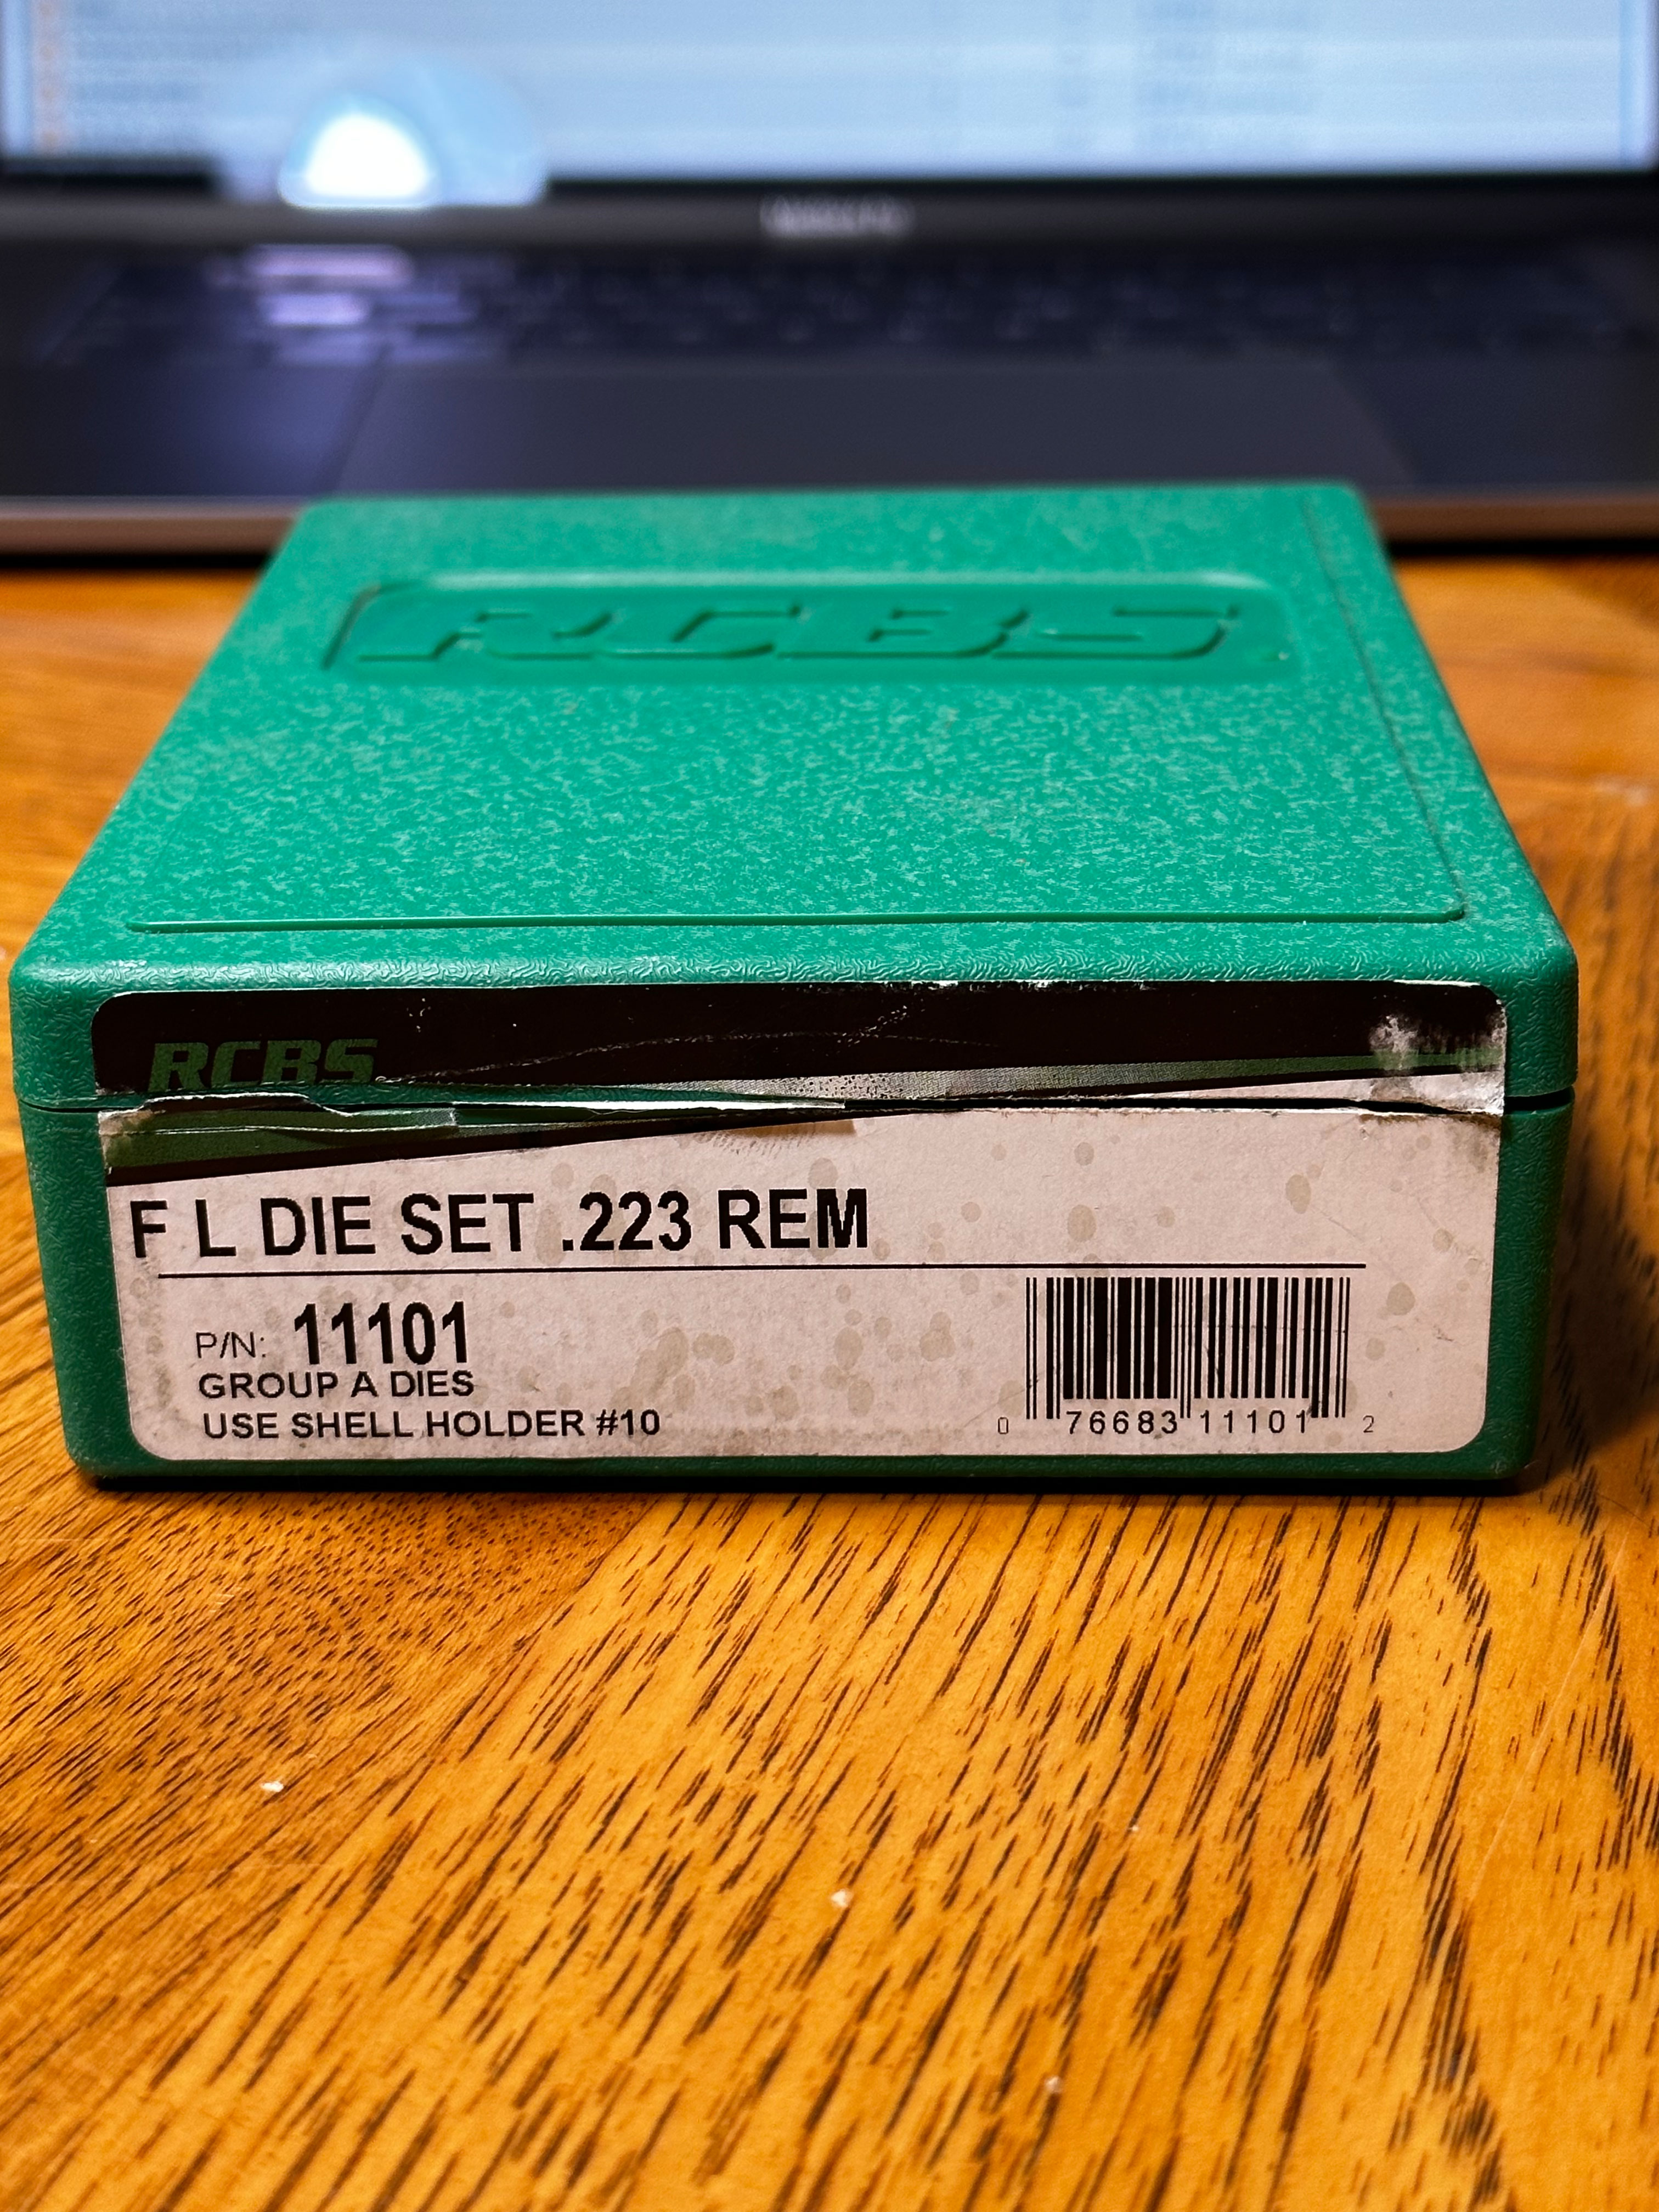 RCBS
RCBS
F L DIE SET .223 REM
P/N: 11101
GROUP A DIES
USE SHELL HOLDER #10
0 76683 11101 2